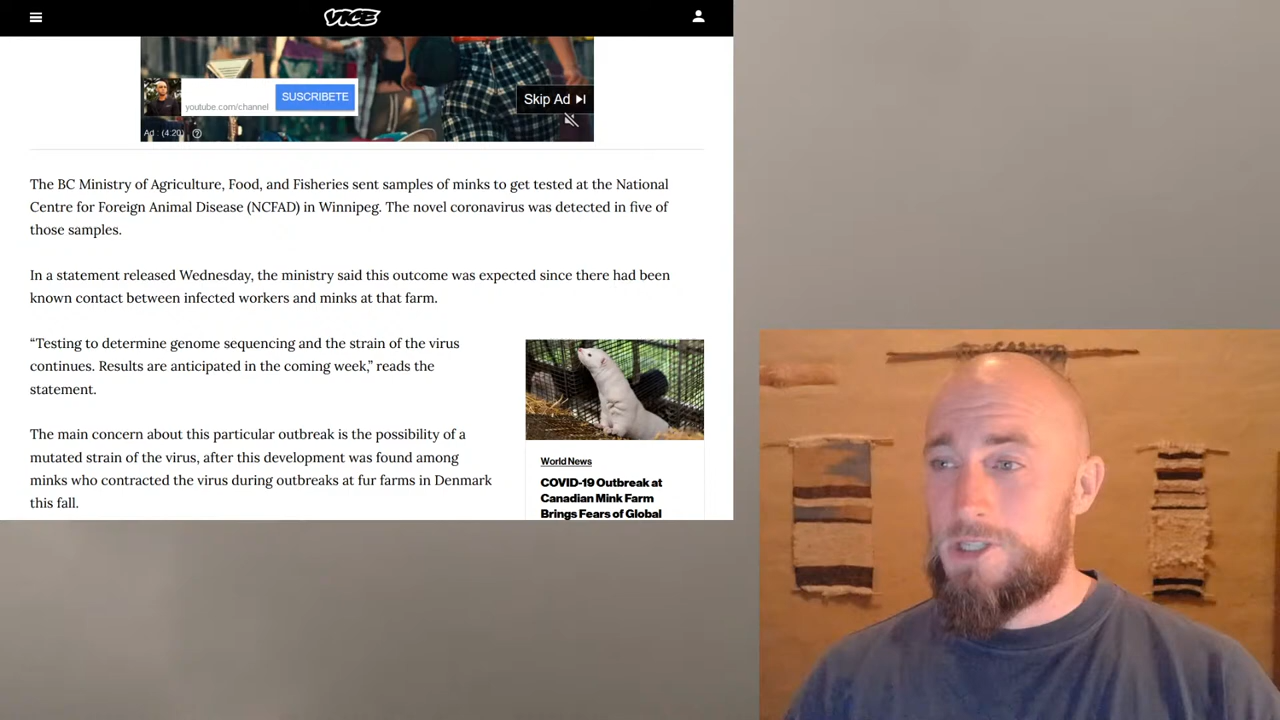 VICE
youtube.com/channel
SUSCRIBETE
Skip Ad
Ad : (4:20)
The BC Ministry of Agriculture, Food, and Fisheries sent samples of minks to get tested at the National
Centre for Foreign Animal Disease (NCFAD) in Winnipeg. The novel coronavirus was detected in five of
those samples.
In a statement released Wednesday, the ministry said this outcome was expected since there had been
known contact between infected workers and minks at that farm.
“Testing to determine genome sequencing and the strain of the virus
continues. Results are anticipated in the coming week,” reads the
statement.
The main concern about this particular outbreak is the possibility of a
mutated strain of the virus, after this development was found among
minks who contracted the virus during outbreaks at fur farms in Denmark
this fall.
World News
COVID-19 Outbreak at
Canadian Mink Farm
Brings Fears of Global